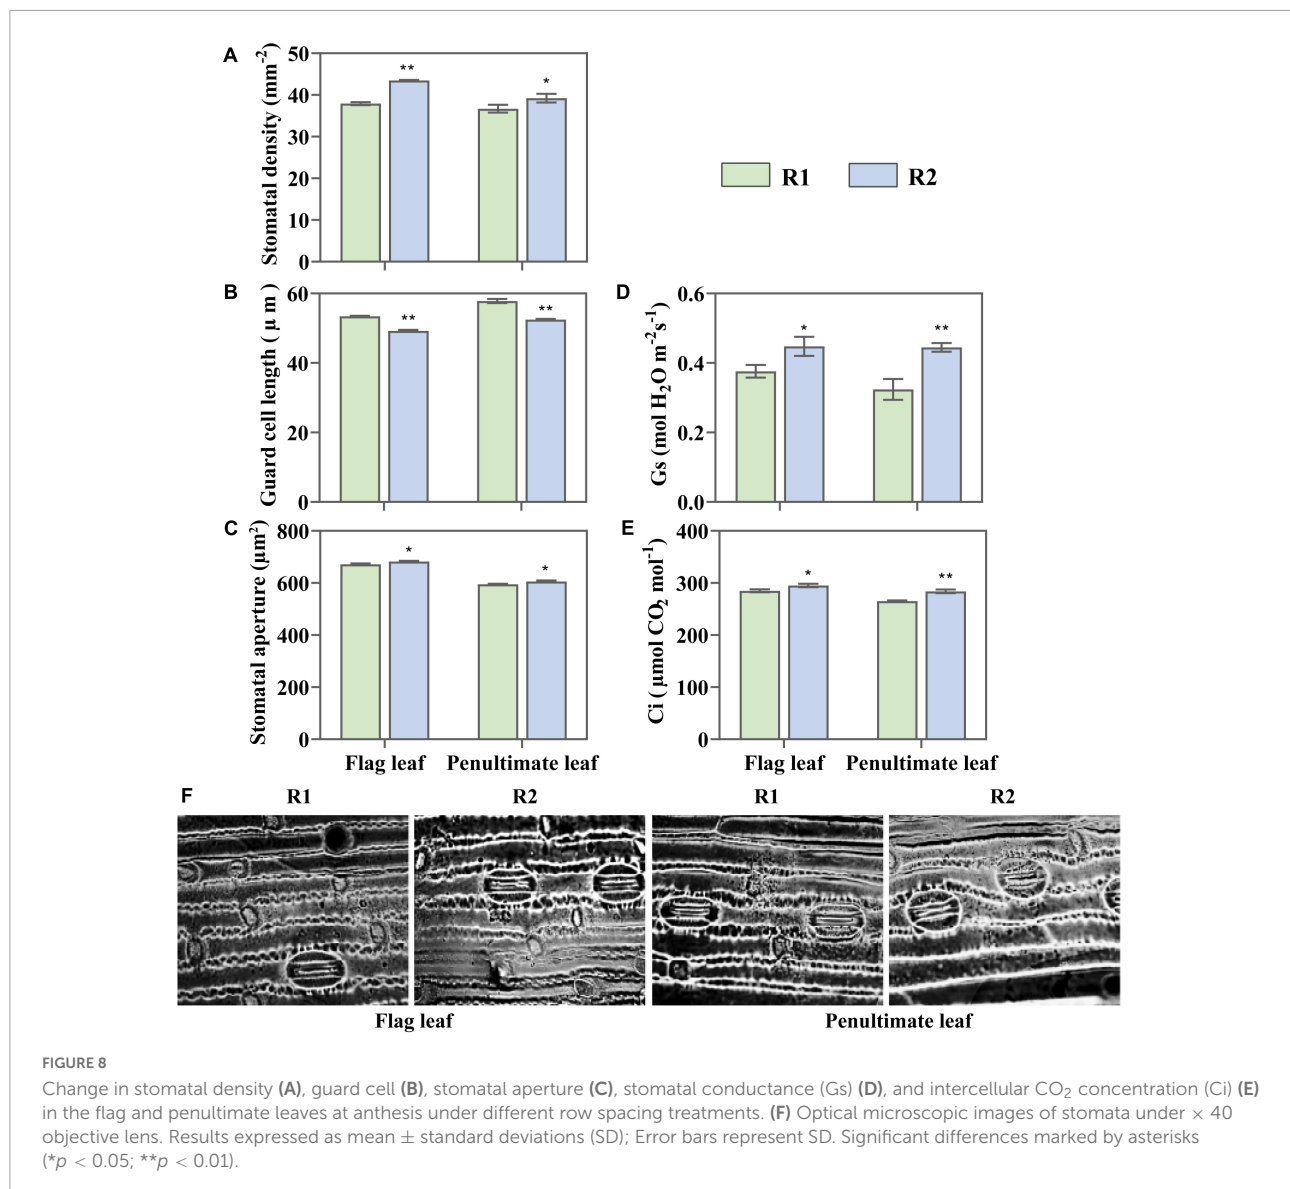 A
Stomatal density (mm⁻²)
50
40
30
20
10
0
**
*
R1
R2
B
Guard cell length ( μ m )
60
40
20
0
**
**
D
Gs (mol H₂O m⁻²s⁻¹)
0.6
0.4
0.2
0.0
*
**
C
Stomatal aperture (μm²)
800
600
400
200
0
*
*
Flag leaf
Penultimate leaf
E
Ci ( μmol CO₂ mol⁻¹)
400
300
200
100
0
*
**
Flag leaf
Penultimate leaf
F
R1
R2
R1
R2
Flag leaf
Penultimate leaf
FIGURE 8
Change in stomatal density (A), guard cell (B), stomatal aperture (C), stomatal conductance (Gs) (D), and intercellular CO₂ concentration (Ci) (E)
in the flag and penultimate leaves at anthesis under different row spacing treatments. (F) Optical microscopic images of stomata under × 40
objective lens. Results expressed as mean ± standard deviations (SD); Error bars represent SD. Significant differences marked by asterisks
(*p < 0.05; **p < 0.01).